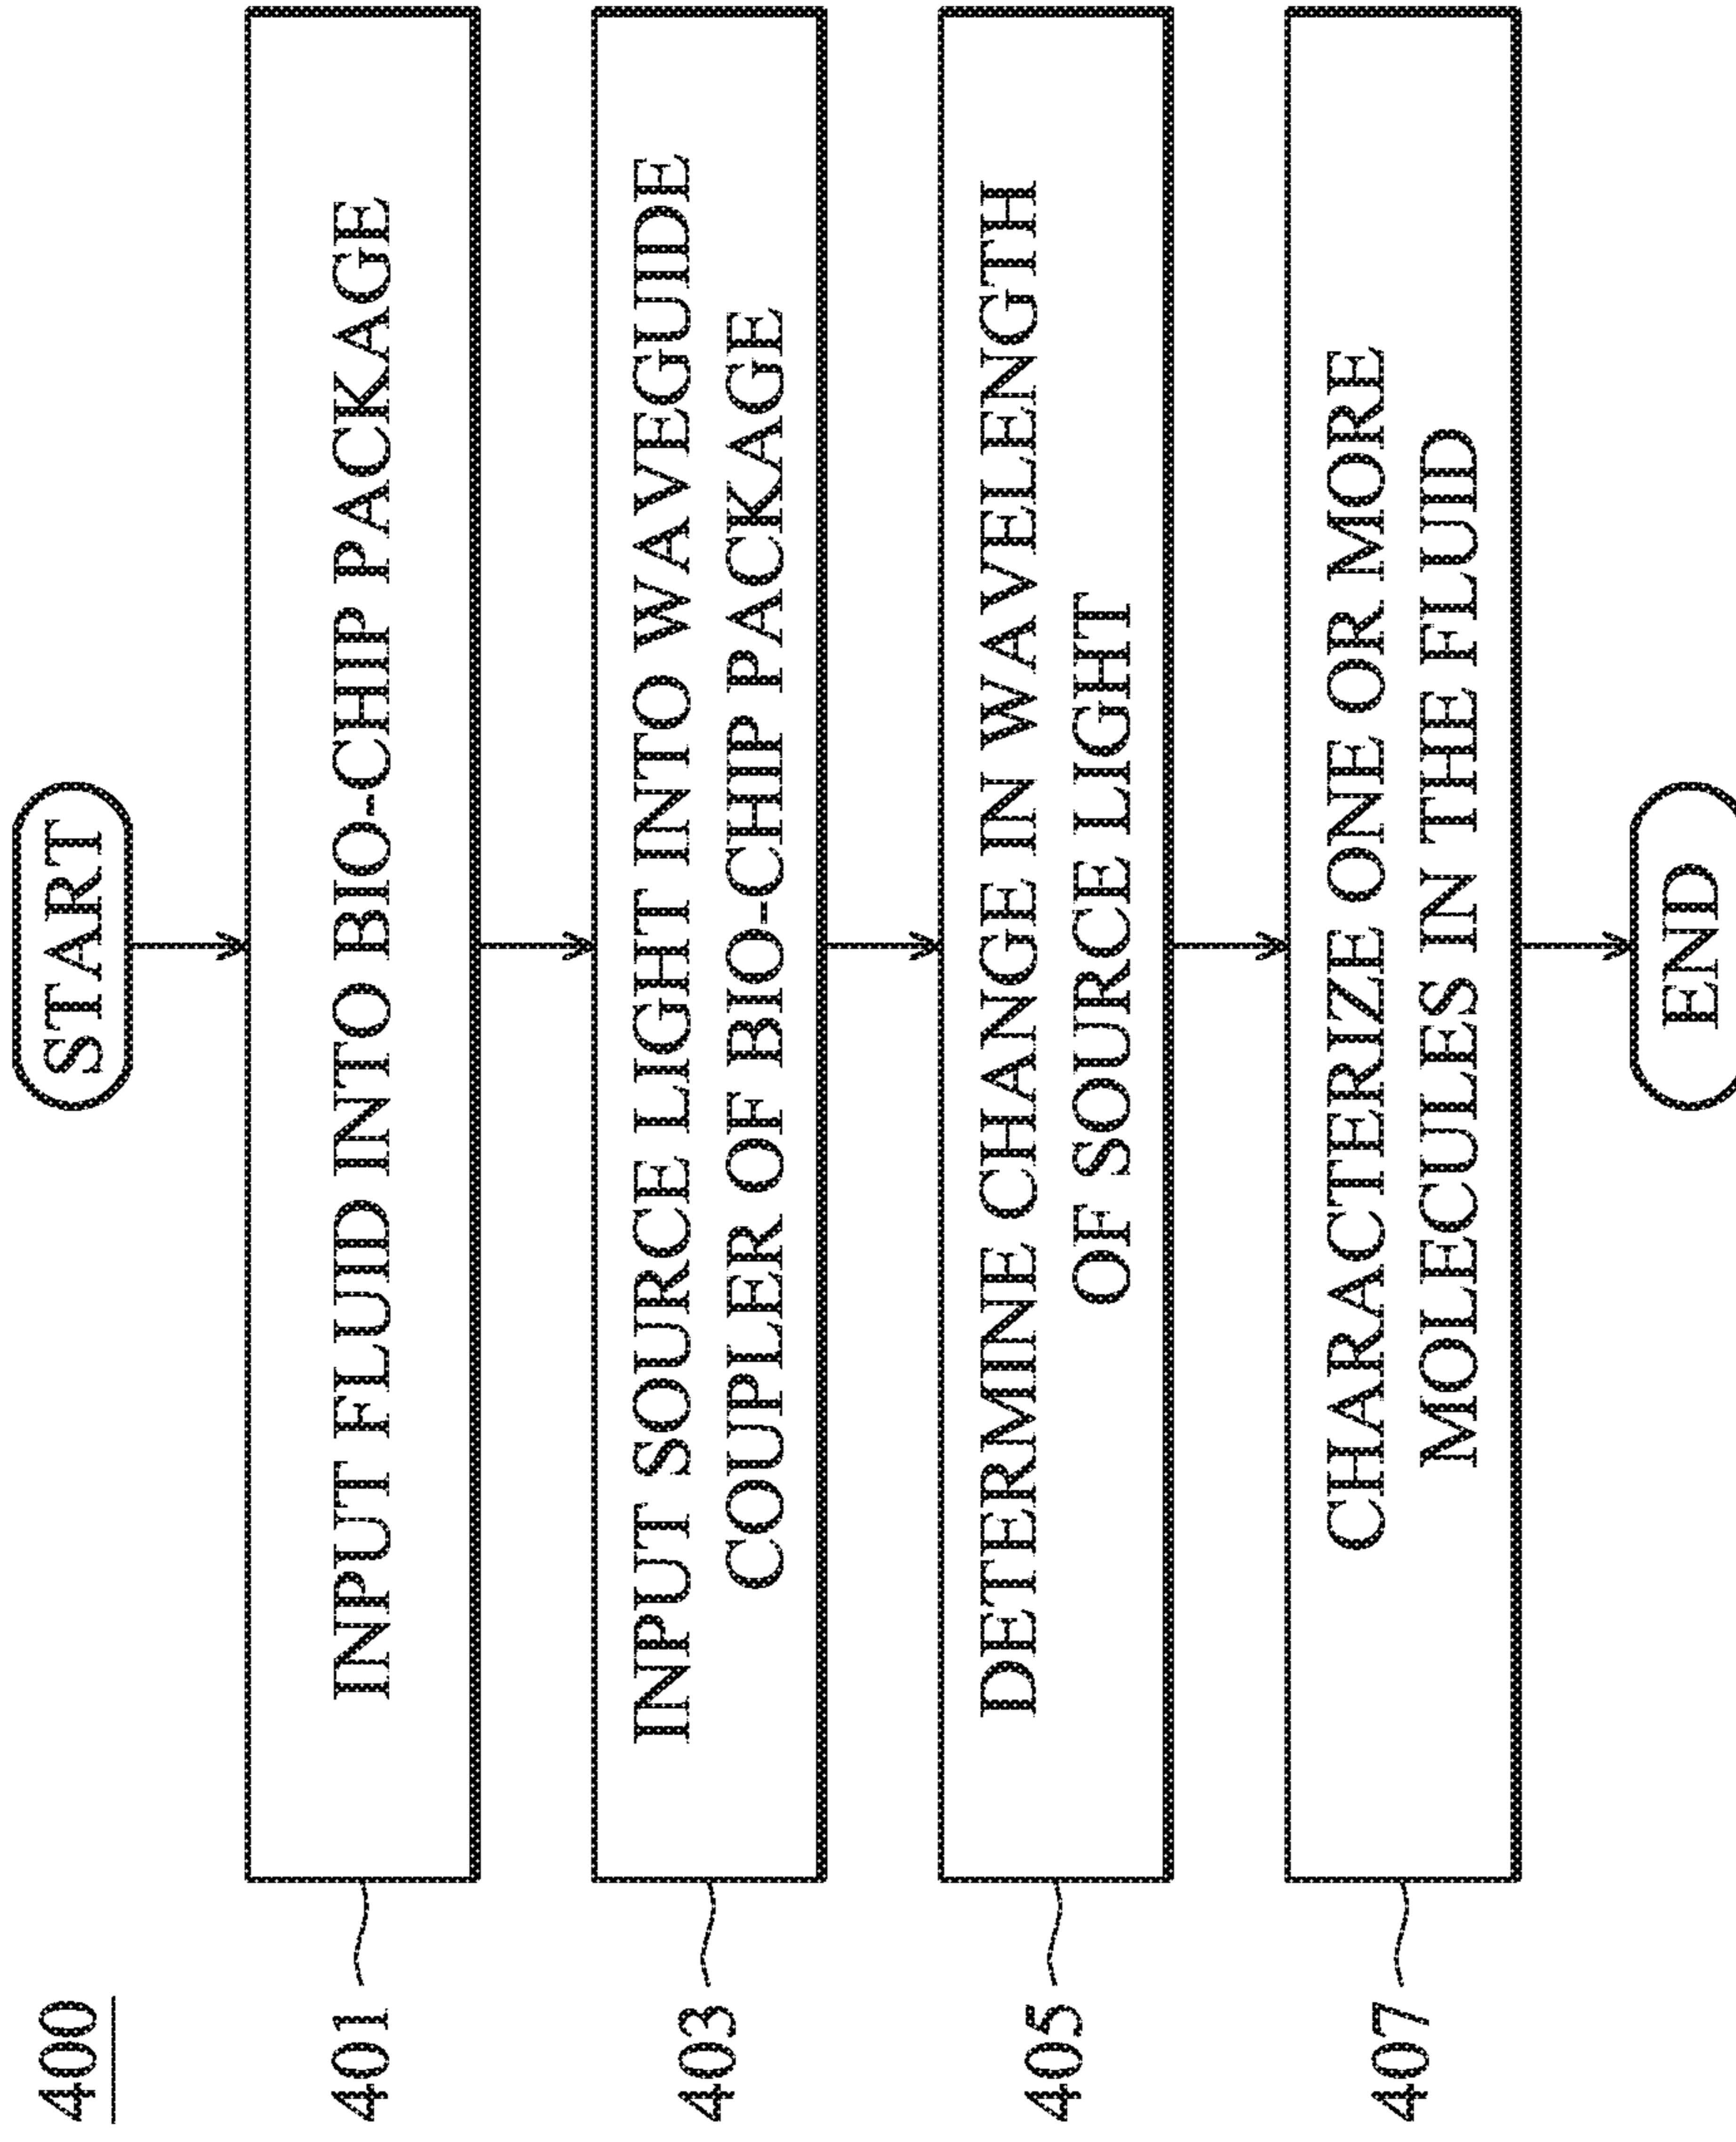 400
START
401
INPUT FLUID INTO BIO-CHIP PACKAGE
403
INPUT SOURCE LIGHT INTO WAVEGUIDE
COUPLER OF BIO-CHIP PACKAGE
405
DETERMINE CHANGE IN WAVELENGTH
OF SOURCE LIGHT
407
CHARACTERIZE ONE OR MORE
MOLECULES IN THE FLUID
END